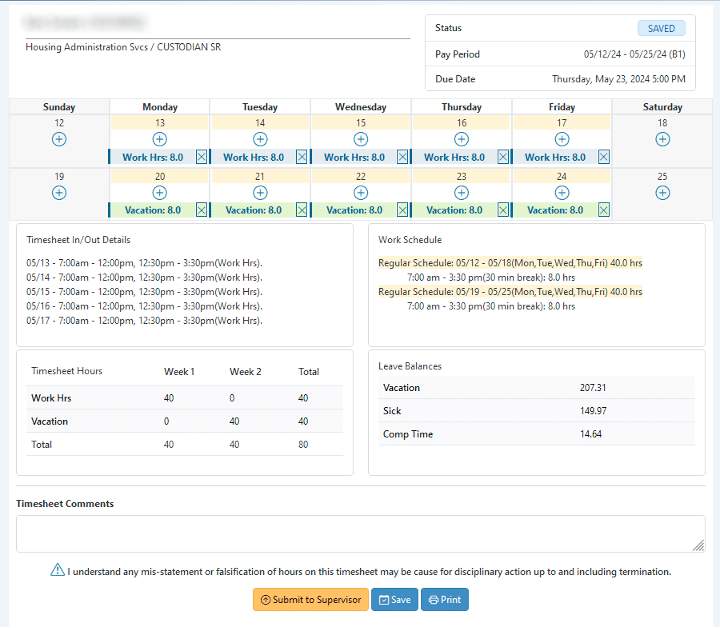 Housing Administration Svcs / CUSTODIAN SR
Status SAVED
Pay Period 05/12/24 - 05/25/24 (B1)
Due Date Thursday, May 23, 2024 5:00 PM
Sunday Monday Tuesday Wednesday Thursday Friday Saturday
12 13 14 15 16 17 18
Work Hrs: 8.0 Work Hrs: 8.0 Work Hrs: 8.0 Work Hrs: 8.0 Work Hrs: 8.0
19 20 21 22 23 24 25
Vacation: 8.0 Vacation: 8.0 Vacation: 8.0 Vacation: 8.0 Vacation: 8.0
Timesheet In/Out Details
05/13 - 7:00am - 12:00pm, 12:30pm - 3:30pm(Work Hrs).
05/14 - 7:00am - 12:00pm, 12:30pm - 3:30pm(Work Hrs).
05/15 - 7:00am - 12:00pm, 12:30pm - 3:30pm(Work Hrs).
05/16 - 7:00am - 12:00pm, 12:30pm - 3:30pm(Work Hrs).
05/17 - 7:00am - 12:00pm, 12:30pm - 3:30pm(Work Hrs).
Work Schedule
Regular Schedule: 05/12 - 05/18(Mon,Tue,Wed,Thu,Fri) 40.0 hrs
7:00 am - 3:30 pm(30 min break): 8.0 hrs
Regular Schedule: 05/19 - 05/25(Mon,Tue,Wed,Thu,Fri) 40.0 hrs
7:00 am - 3:30 pm(30 min break): 8.0 hrs
Timesheet Hours Week 1 Week 2 Total
Work Hrs 40 0 40
Vacation 0 40 40
Total 40 40 80
Leave Balances
Vacation 207.31
Sick 149.97
Comp Time 14.64
Timesheet Comments
I understand any mis-statement or falsification of hours on this timesheet may be cause for disciplinary action up to and including termination.
Submit to Supervisor Save Print